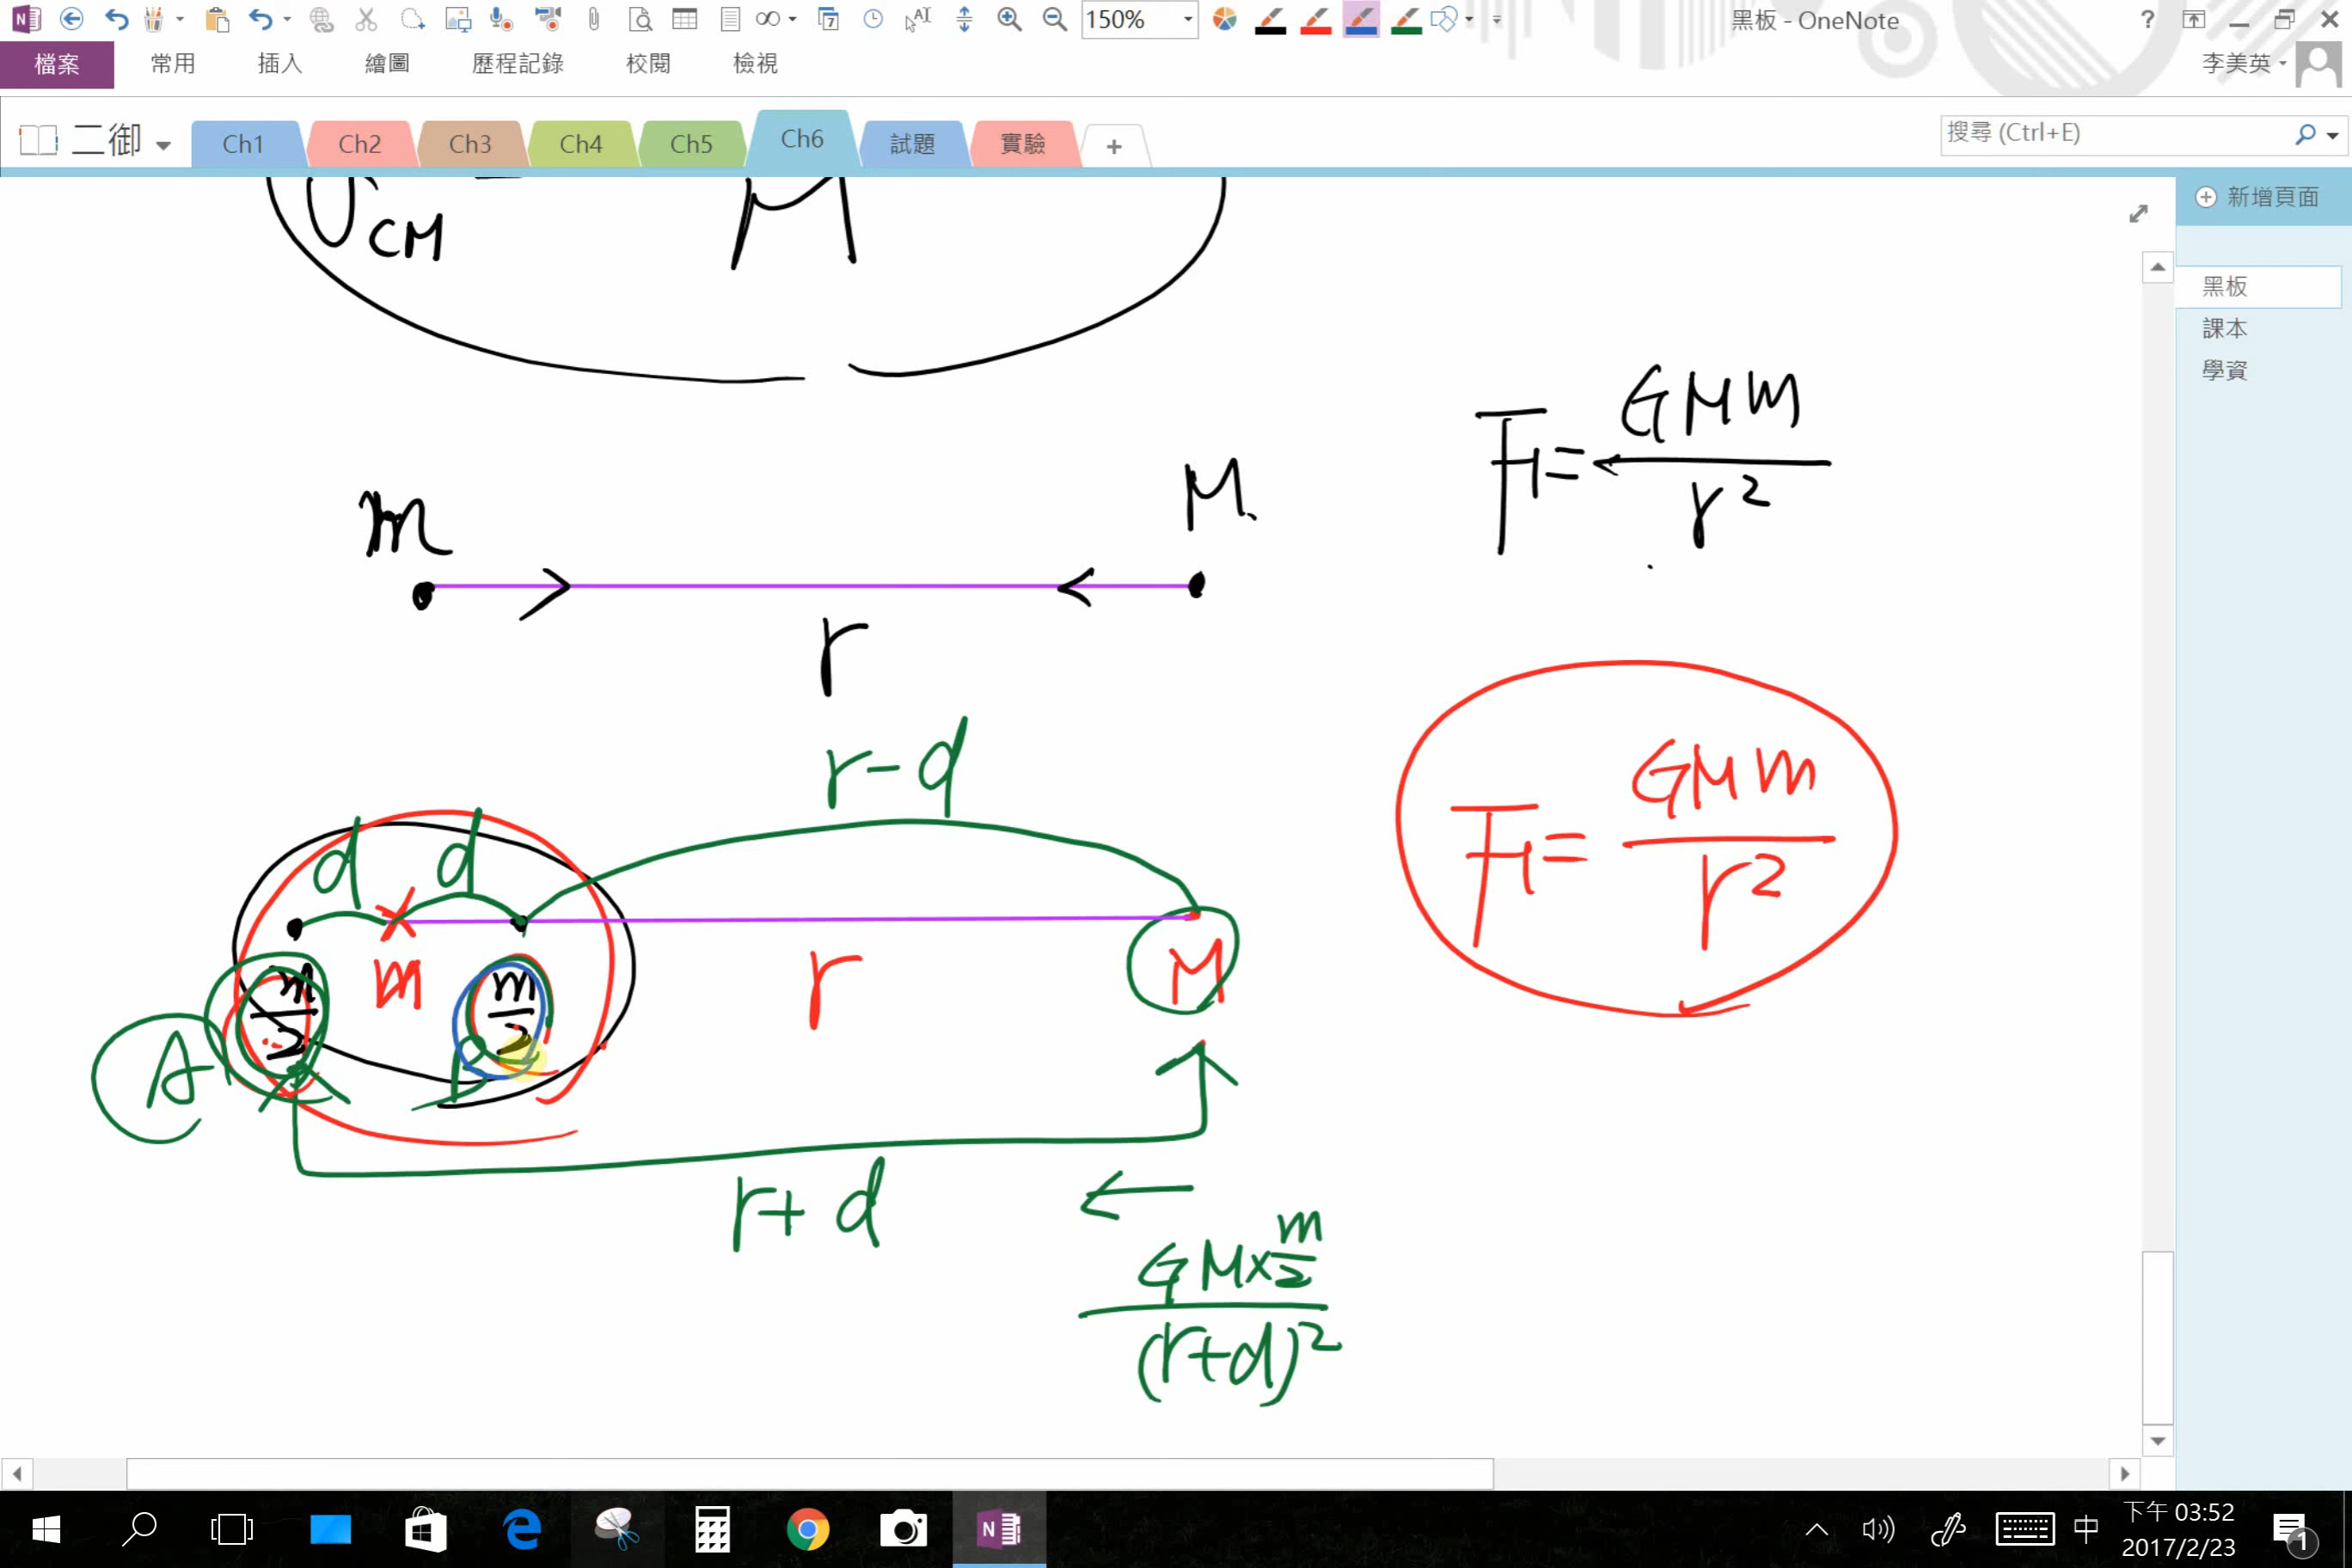 150%
黑板 - OneNote
?
檔案 常用 插入 繪圖 歷程記錄 校閱 檢視
李美英
二御 Ch1 Ch2 Ch3 Ch4 Ch5 Ch6 試題 實驗 +
搜尋 (Ctrl+E)
新增頁面
黑板
課本
學資
CM M
F = GMm / r²
m M
r
r-d
F = GMm / r²
d d
m/2 m m/2 r M
A B
r+d
←
GM×m/2 / (r+d)²
中
下午 03:52
2017/2/23
1